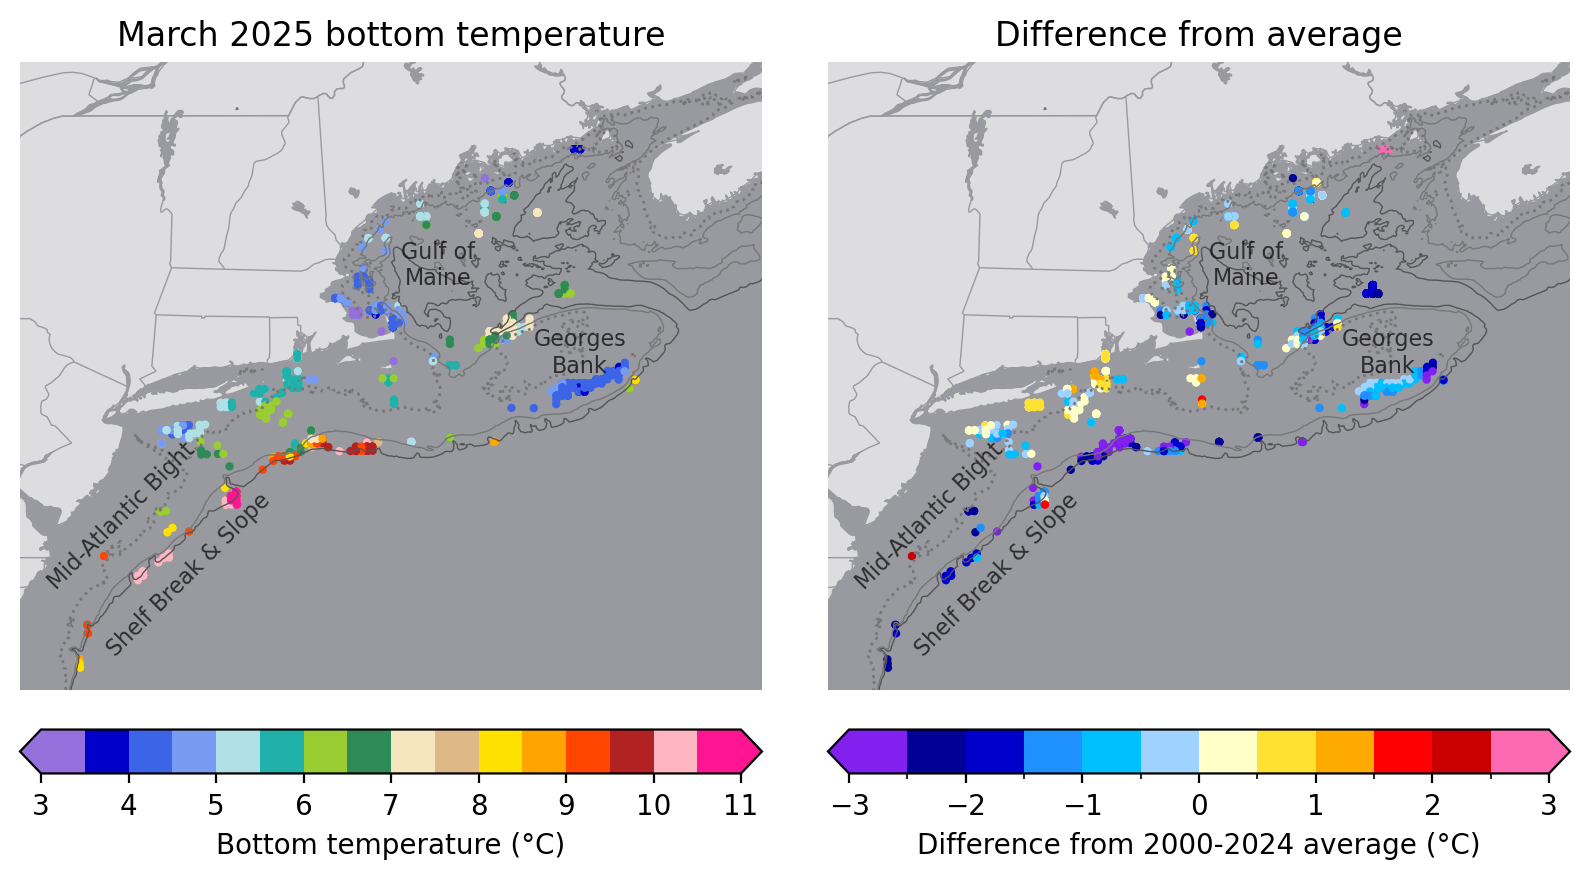 March 2025 bottom temperature
Gulf of
Maine
Georges
Bank
Mid-Atlantic Bight
Shelf Break & Slope
3 4 5 6 7 8 9 10 11
Bottom temperature (°C)
Difference from average
Gulf of
Maine
Georges
Bank
Mid-Atlantic Bight
Shelf Break & Slope
−3 −2 −1 0 1 2 3
Difference from 2000-2024 average (°C)